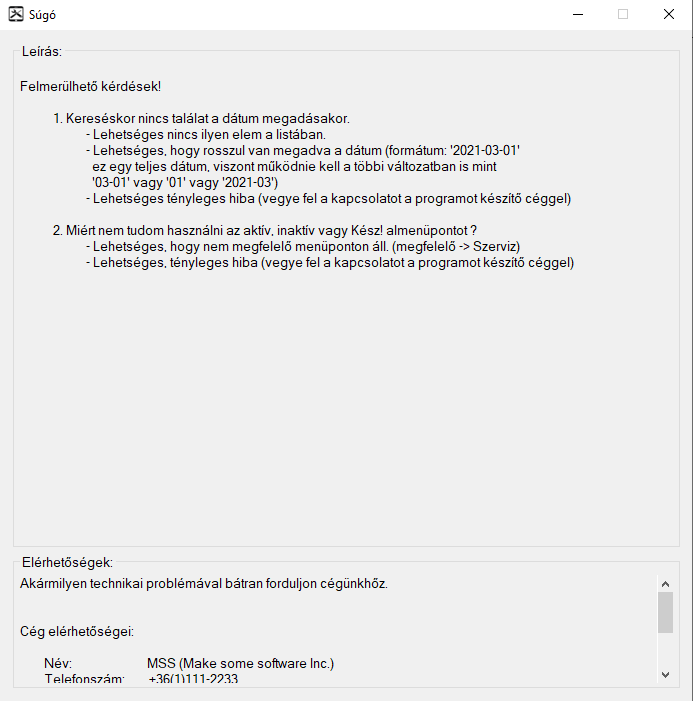 Súgó
Leírás:
Felmerülhető kérdések!
1. Kereséskor nincs találat a dátum megadásakor.
- Lehetséges nincs ilyen elem a listában.
- Lehetséges, hogy rosszul van megadva a dátum (formátum: '2021-03-01'
ez egy teljes dátum, viszont működnie kell a többi változatban is mint
'03-01' vagy '01' vagy '2021-03')
- Lehetséges tényleges hiba (vegye fel a kapcsolatot a programot készítő céggel)
2. Miért nem tudom használni az aktív, inaktív vagy Kész! almenüpontot ?
- Lehetséges, hogy nem megfelelő menüponton áll. (megfelelő -> Szerviz)
- Lehetséges, tényleges hiba (vegye fel a kapcsolatot a programot készítő céggel)
Elérhetőségek:
Akármilyen technikai problémával bátran forduljon cégünkhőz.
Cég elérhetőségei:
Név: MSS (Make some software Inc.)
Telefonszám: +36(1)111-2233